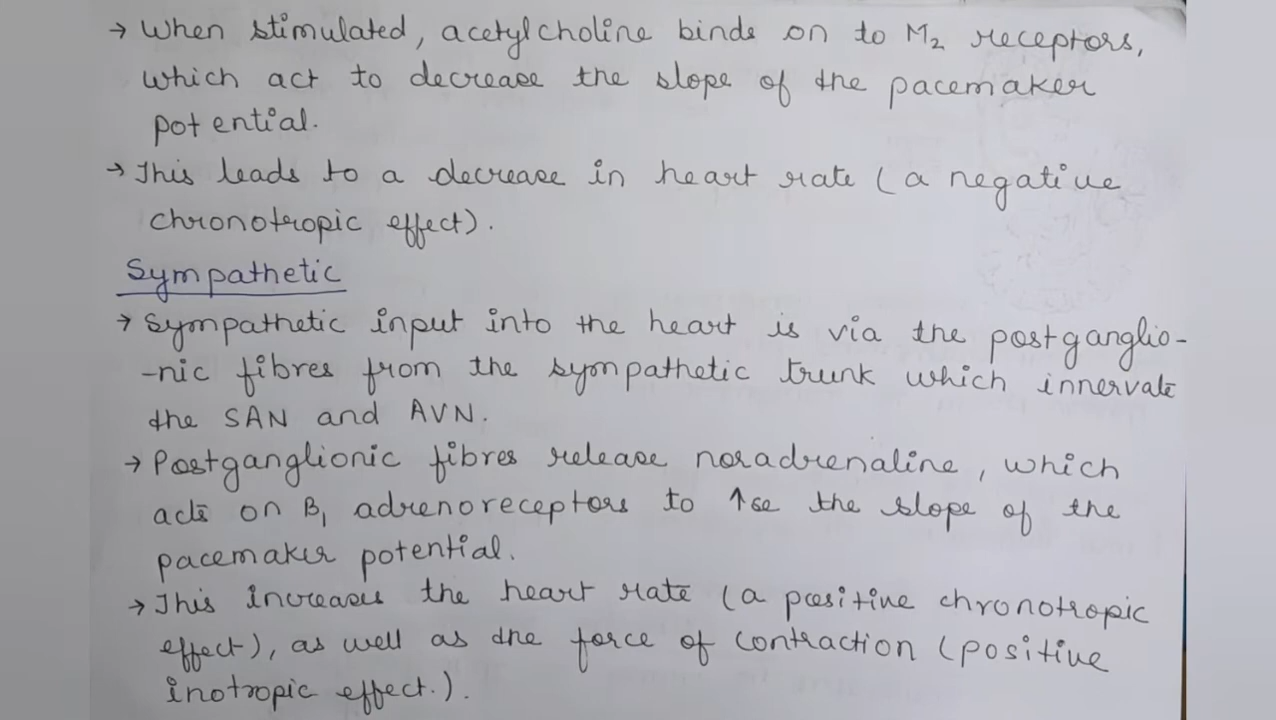 → When stimulated, acetylcholine binds on to M₂ receptors,
which act to decrease the slope of the pacemaker
potential.
→ This leads to a decrease in heart rate (a negative
chronotropic effect).
Sympathetic
→ Sympathetic input into the heart is via the postganglio-
-nic fibres from the sympathetic trunk which innervate
the SAN and AVN.
→ Postganglionic fibres release noradrenaline, which
acts on B₁ adrenoreceptors to ↑se the slope of the
pacemaker potential.
→ This increases the heart rate (a positive chronotropic
effect), as well as the force of contraction (positive
inotropic effect.).